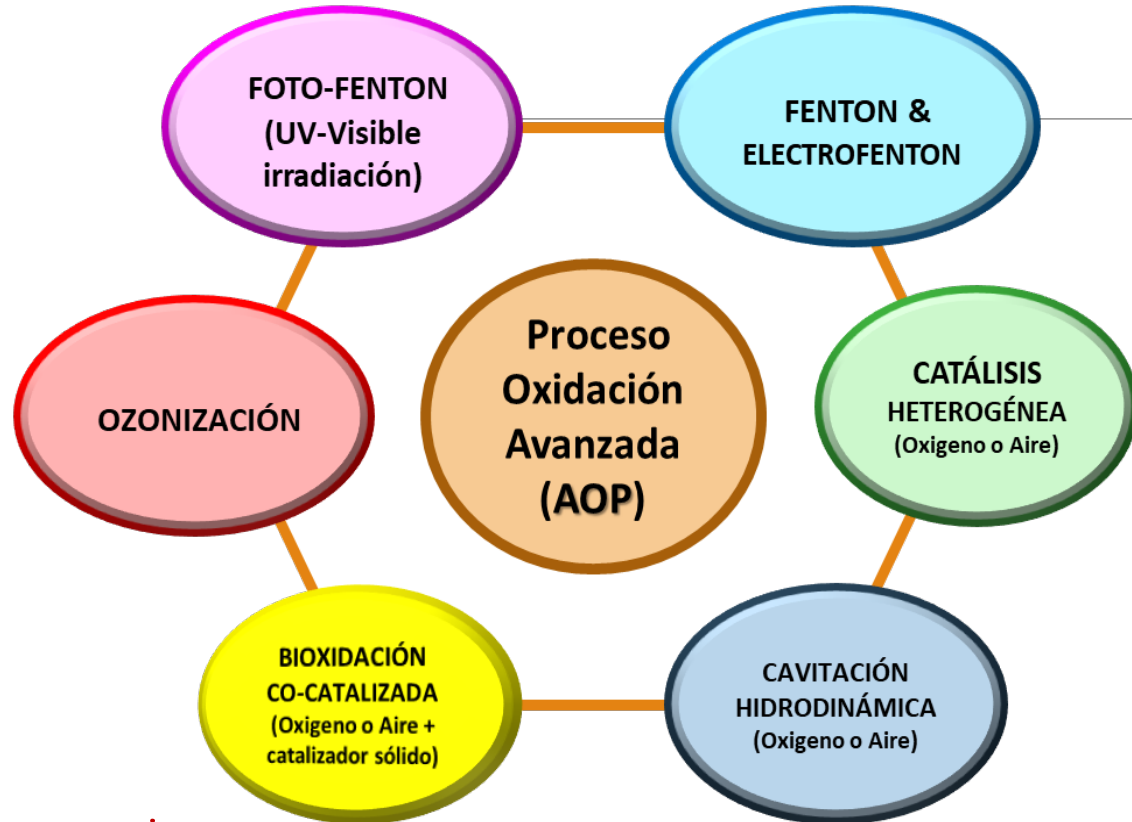 FOTO-FENTON
(UV-Visible
irradiación)
FENTON &
ELECTROFENTON
Proceso
Oxidación
Avanzada
(AOP)
OZONIZACIÓN
CATÁLISIS
HETEROGÉNEA
(Oxigeno o Aire)
BIOXIDACIÓN
CO-CATALIZADA
(Oxigeno o Aire +
catalizador sólido)
CAVITACIÓN
HIDRODINÁMICA
(Oxigeno o Aire)